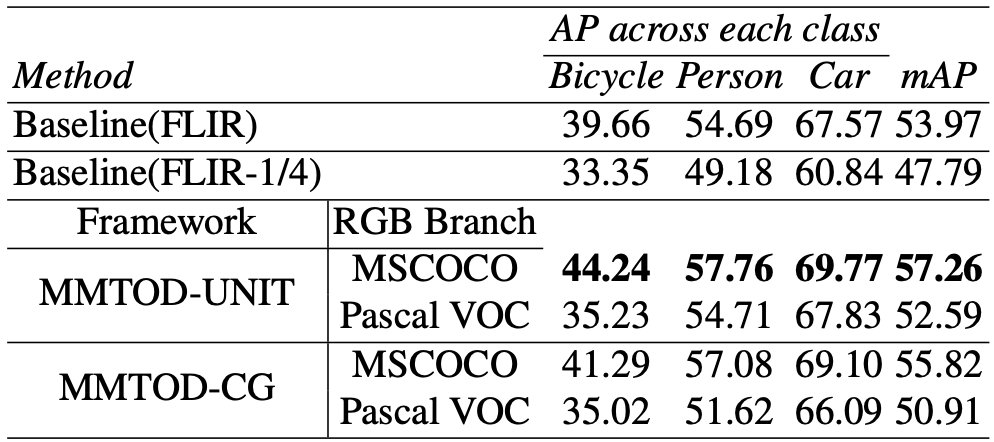 AP across each class
Method Bicycle Person Car mAP
Baseline(FLIR) 39.66 54.69 67.57 53.97
Baseline(FLIR-1/4) 33.35 49.18 60.84 47.79
Framework RGB Branch
MMTOD-UNIT MSCOCO 44.24 57.76 69.77 57.26
Pascal VOC 35.23 54.71 67.83 52.59
MMTOD-CG MSCOCO 41.29 57.08 69.10 55.82
Pascal VOC 35.02 51.62 66.09 50.91